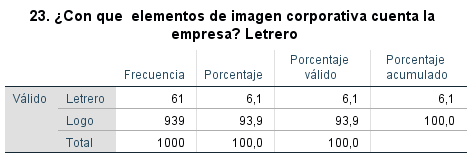 23. ¿Con que  elementos de imagen corporativa cuenta la
empresa? Letrero
Frecuencia Porcentaje Porcentaje válido Porcentaje acumulado
Válido Letrero 61 6,1 6,1 6,1
Logo 939 93,9 93,9 100,0
Total 1000 100,0 100,0